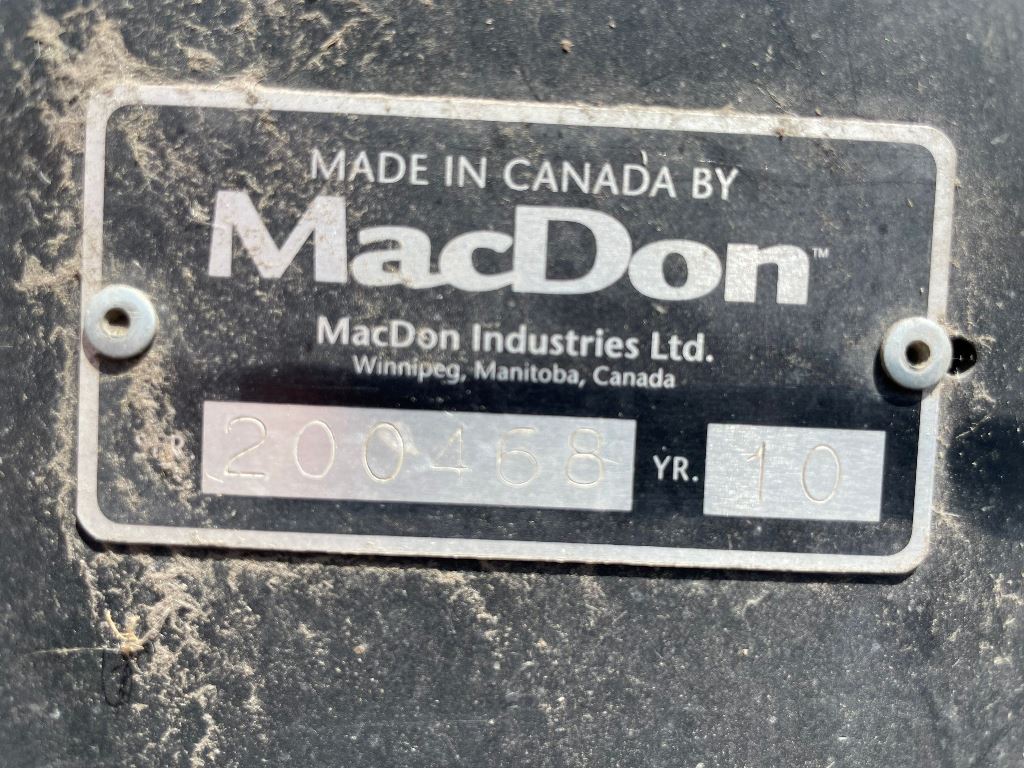 MADE IN CANADA BY
MacDon™
MacDon Industries Ltd.
Winnipeg, Manitoba, Canada
200468 YR. 10